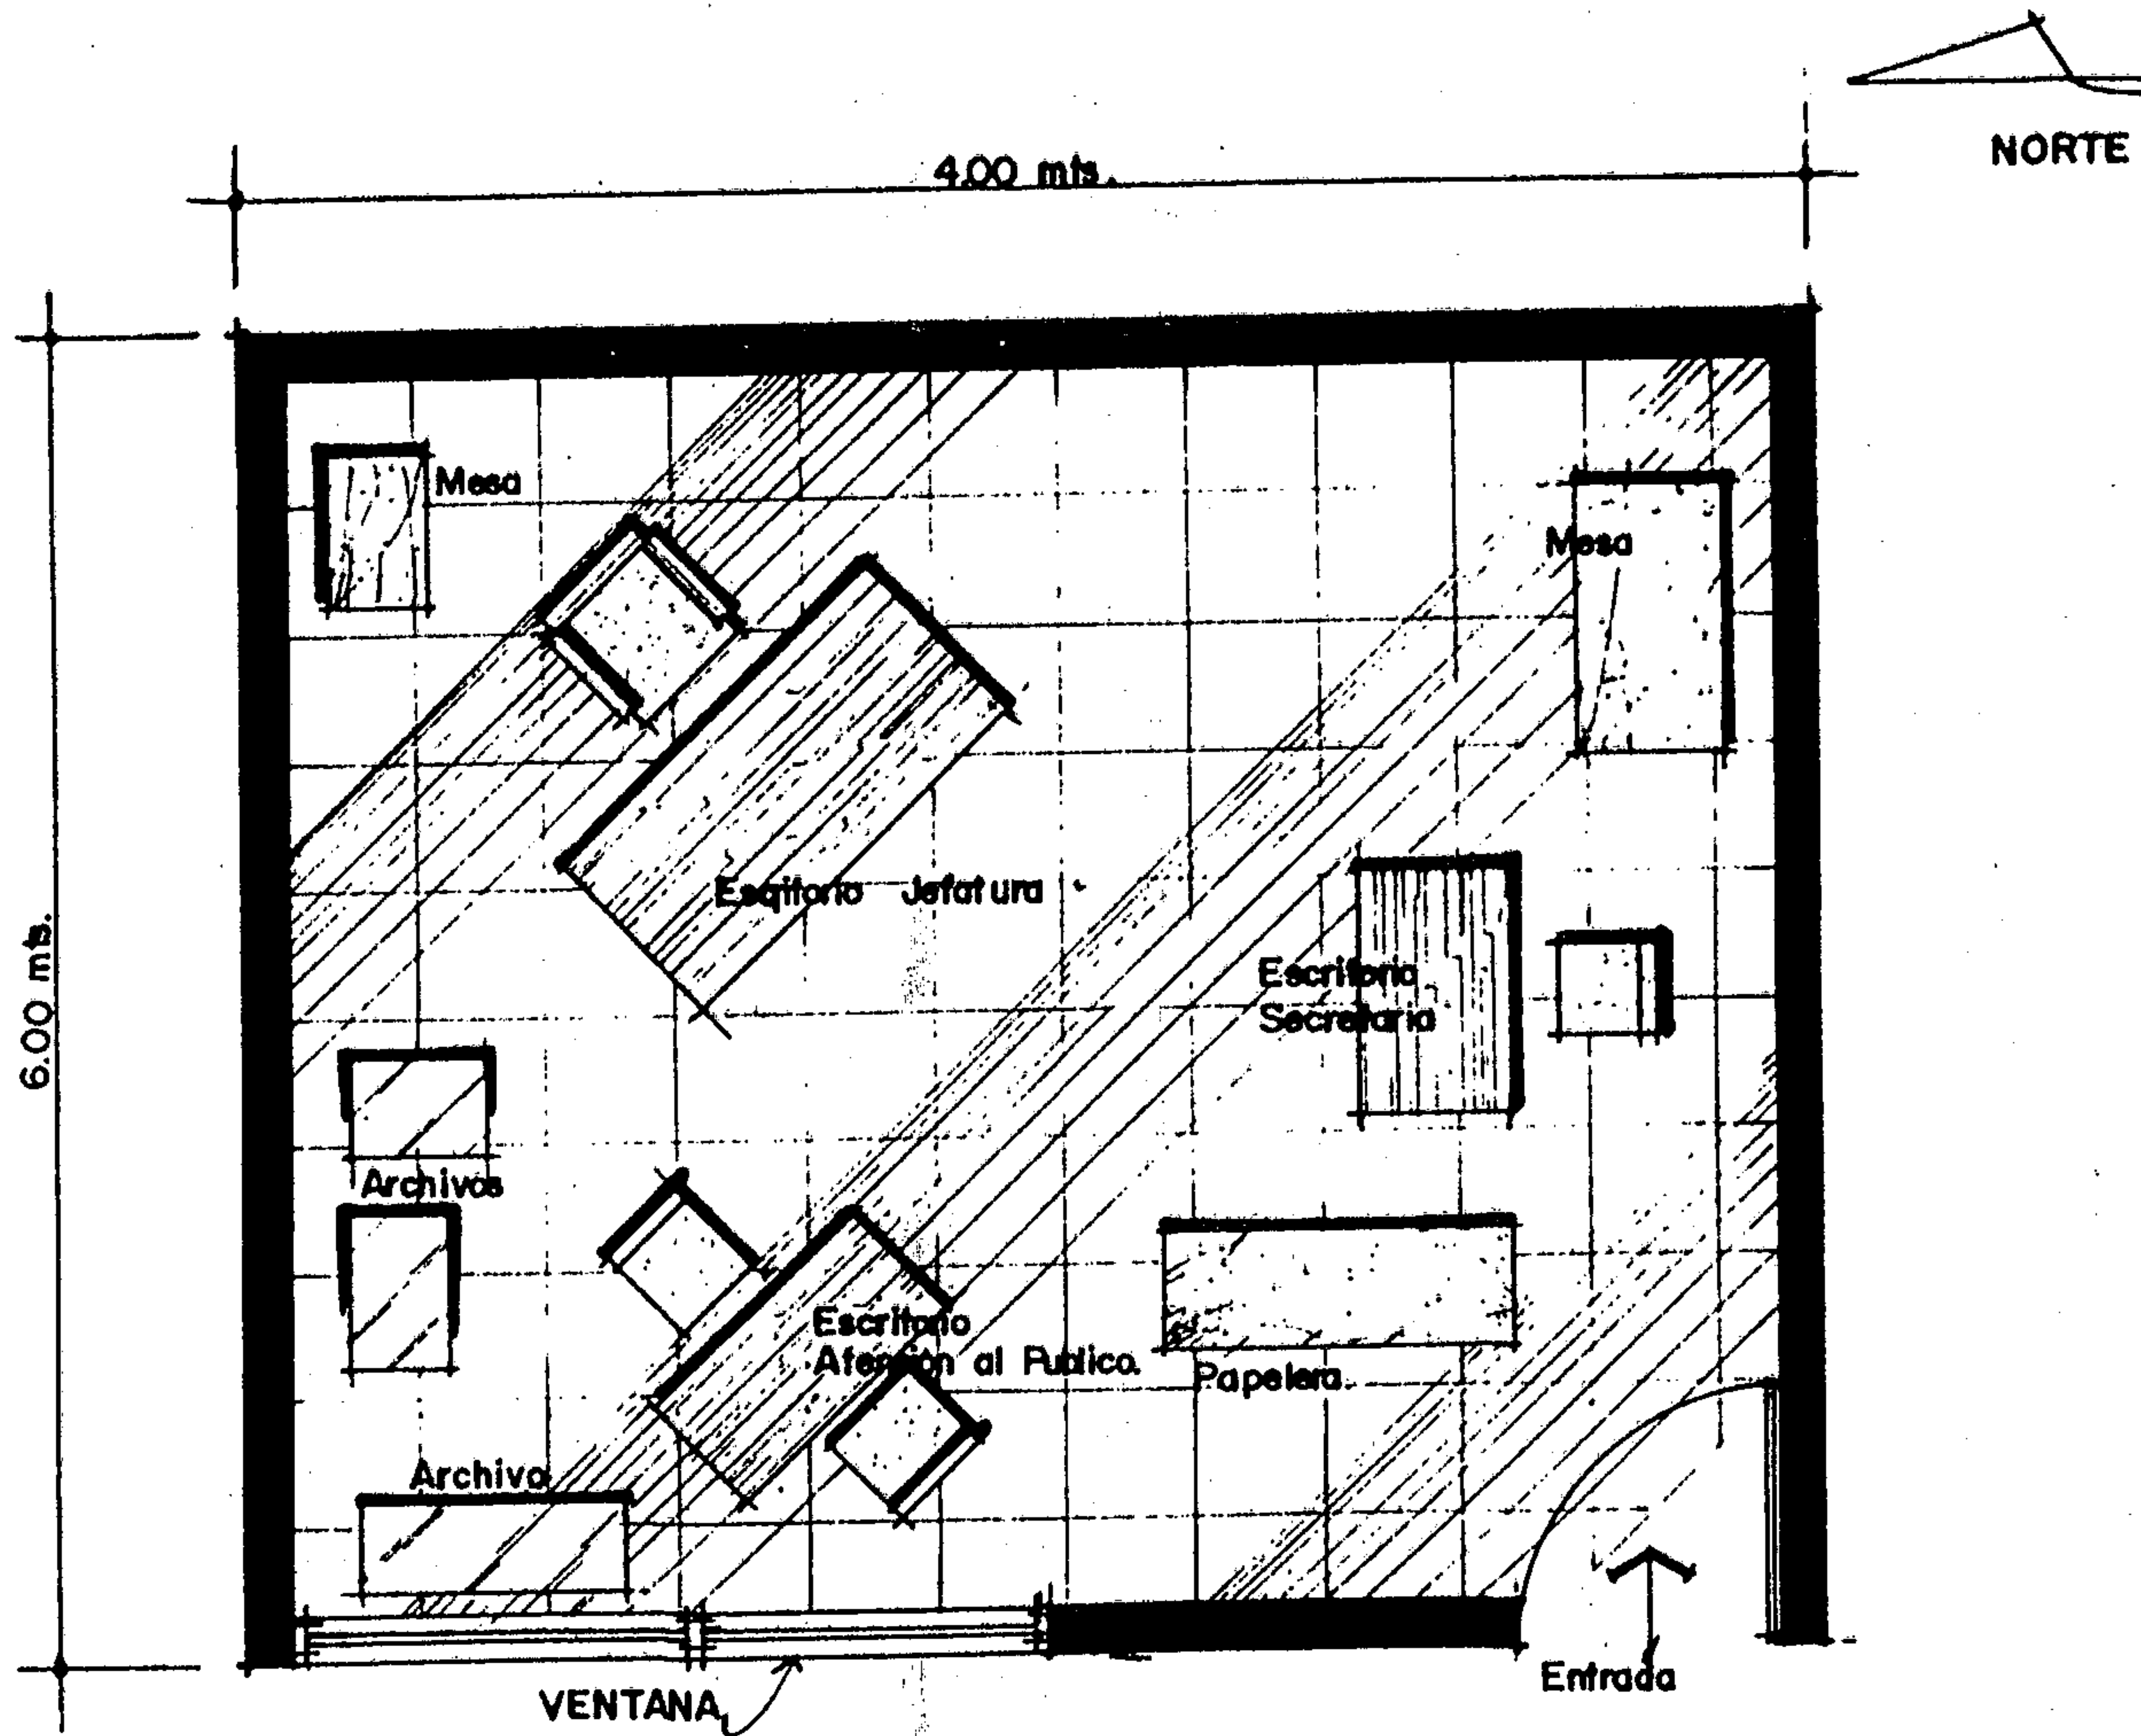 NORTE
4.00 mts.
6.00 mts.
Mesa
Mesa
Esqitorio Jefatura
Escritorio
Secretaria
Archivos
Escritorio
Atención al Publico.
Papelera.
Archivo
Entrada
VENTANA